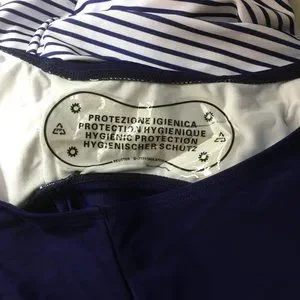 PROTEZIONE IGIENICA
PROTECTION HYGIENIQUE
HYGIENIC PROTECTION
HYGIENISCHER SCHUTZ